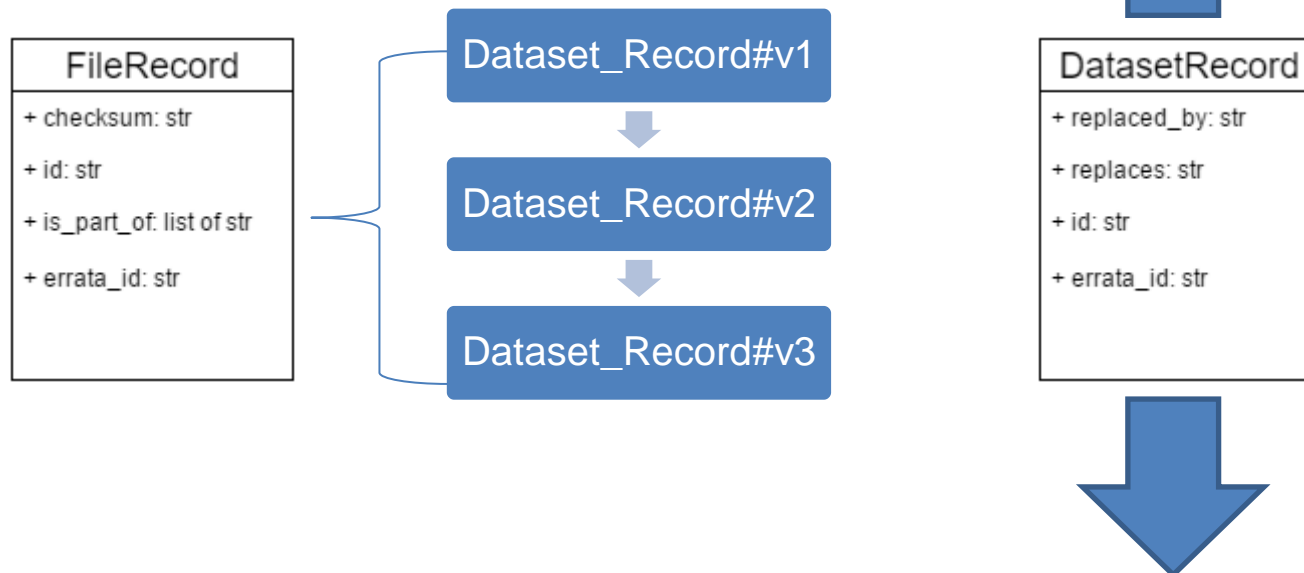 FileRecord
+ checksum: str
+ id: str
+ is_part_of: list of str
+ errata_id: str
Dataset_Record#v1
Dataset_Record#v2
Dataset_Record#v3
DatasetRecord
+ replaced_by: str
+ replaces: str
+ id: str
+ errata_id: str